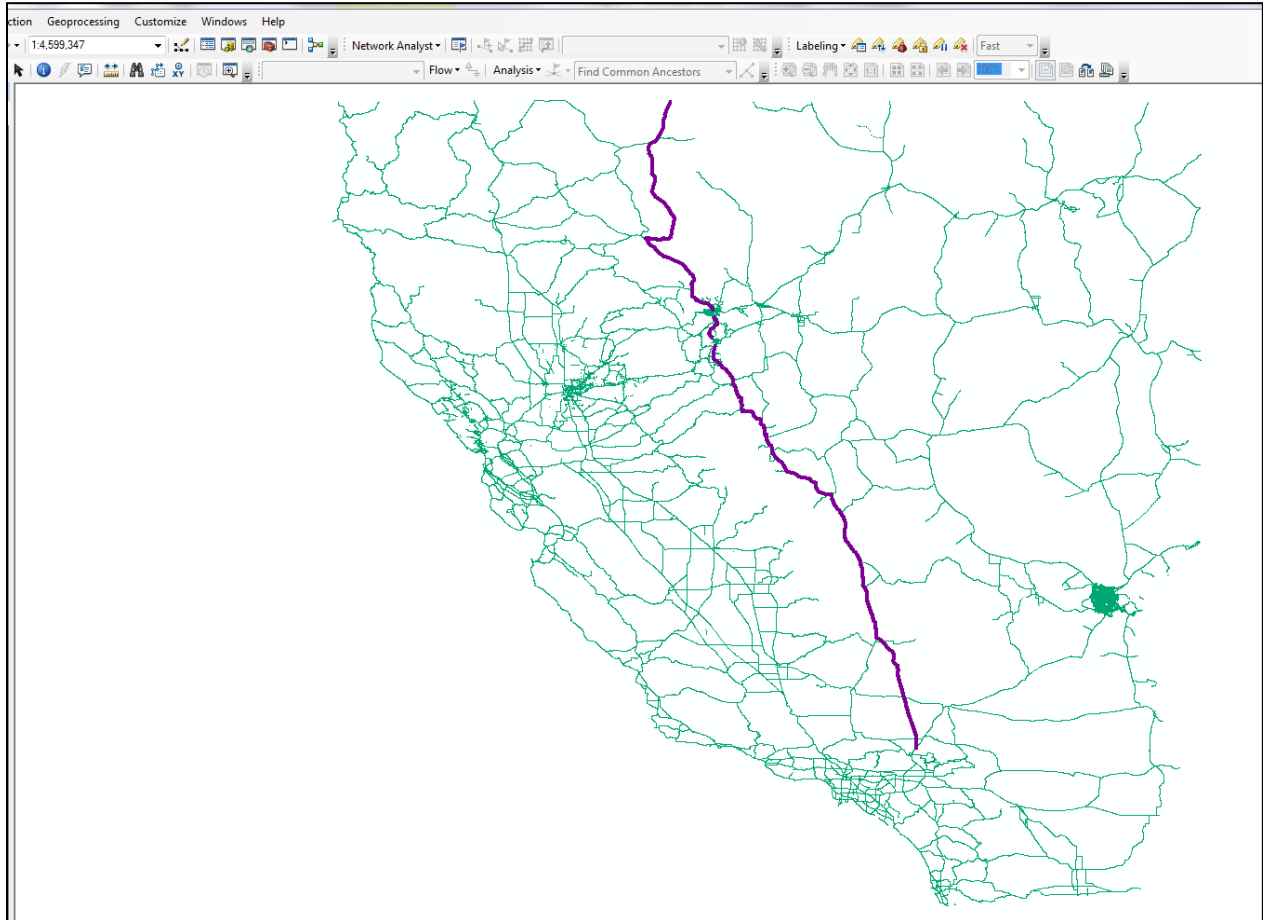 ction Geoprocessing Customize Windows Help
1:4,599,347 Network Analyst Labeling Fast
Flow Analysis Find Common Ancestors 100%